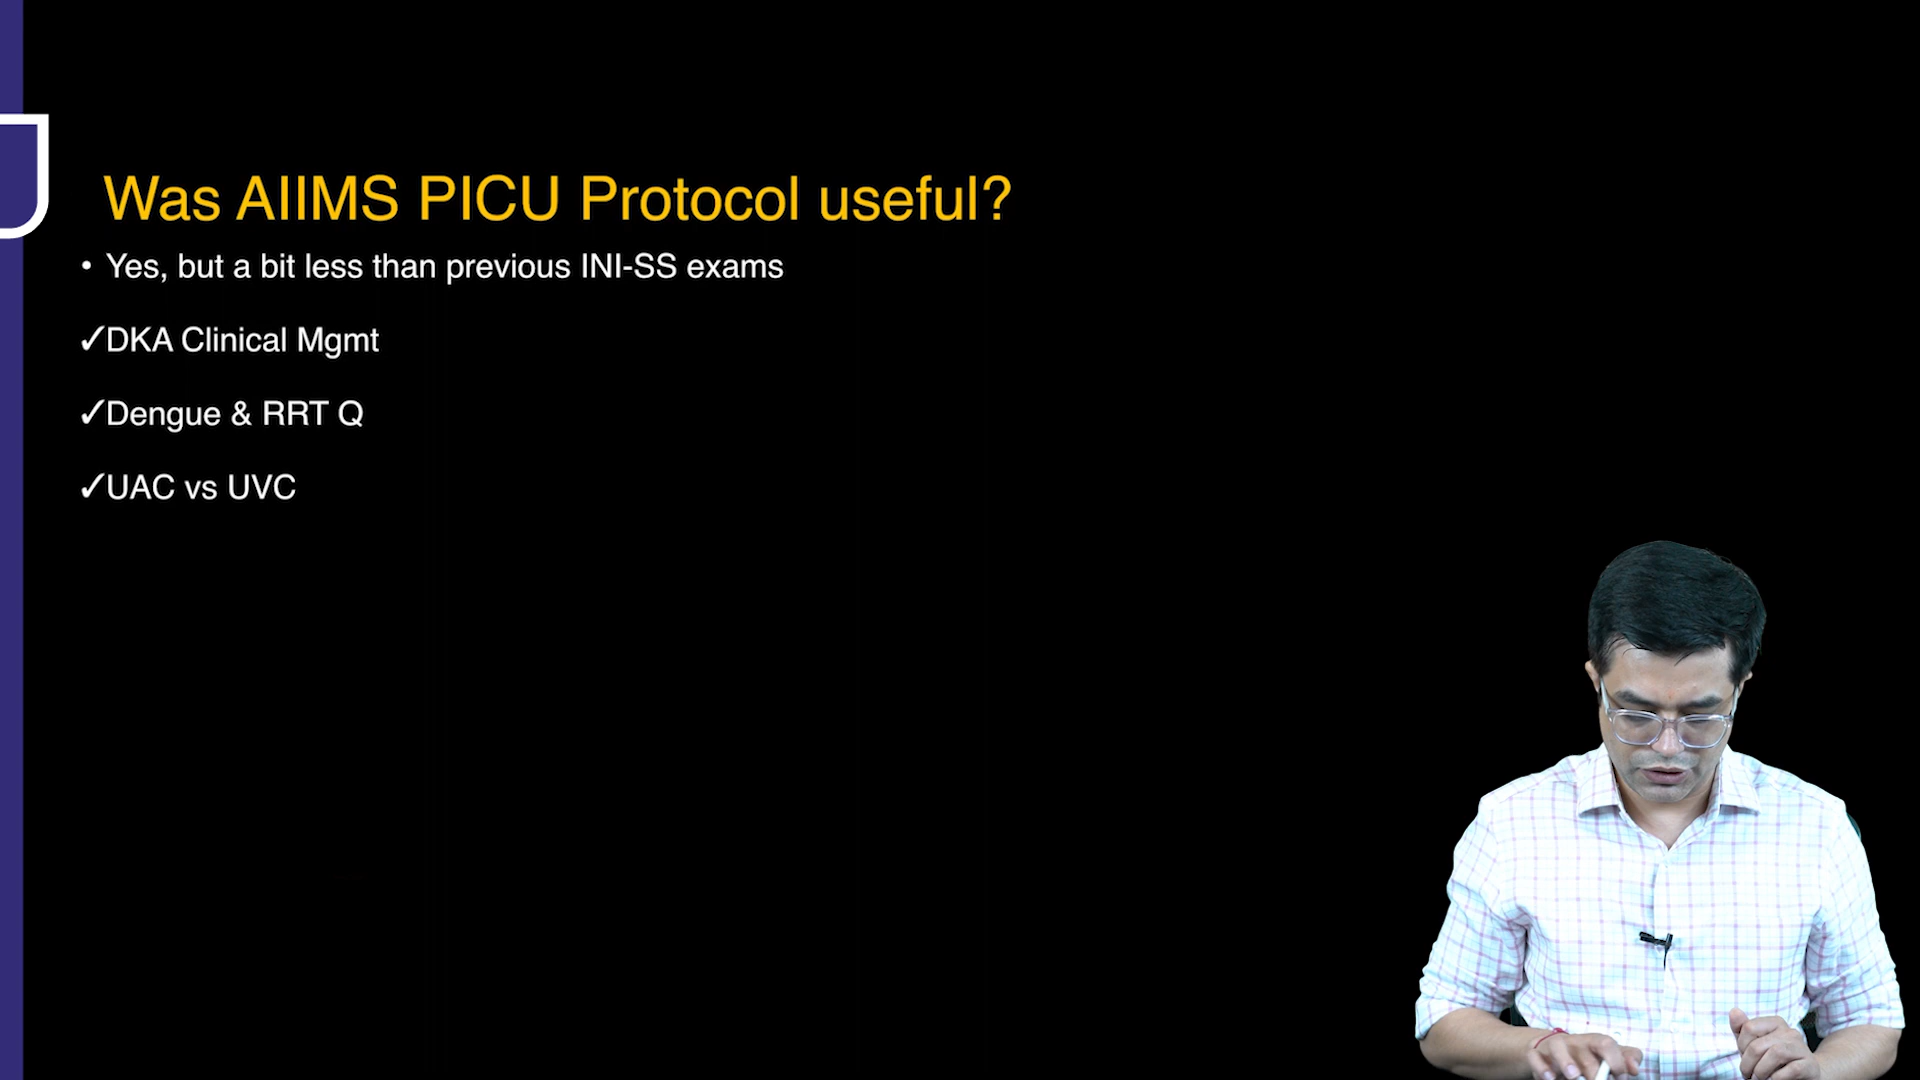 Was AIIMS PICU Protocol useful?
• Yes, but a bit less than previous INI-SS exams
✓DKA Clinical Mgmt
✓Dengue & RRT Q
✓UAC vs UVC